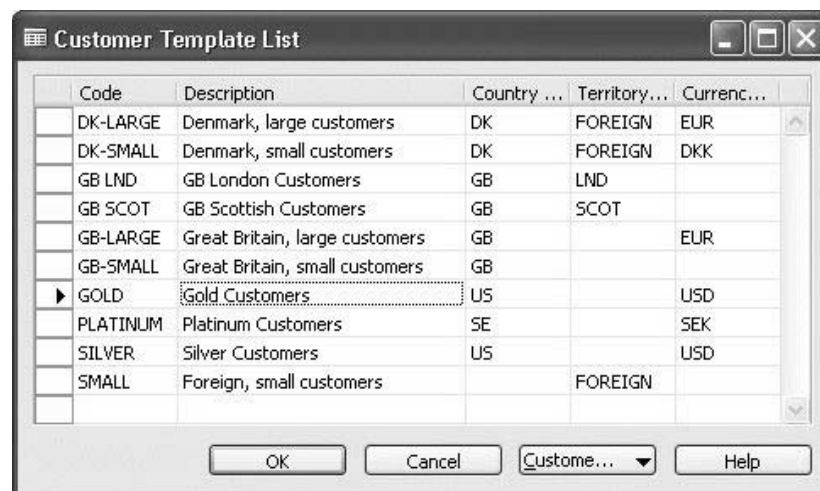 Customer Template List
Code Description Country ... Territory... Currenc...
DK-LARGE Denmark, large customers DK FOREIGN EUR
DK-SMALL Denmark, small customers DK FOREIGN DKK
GB LND GB London Customers GB LND
GB SCOT GB Scottish Customers GB SCOT
GB-LARGE Great Britain, large customers GB EUR
GB-SMALL Great Britain, small customers GB
GOLD Gold Customers US USD
PLATINUM Platinum Customers SE SEK
SILVER Silver Customers US USD
SMALL Foreign, small customers FOREIGN
OK Cancel Custome... Help